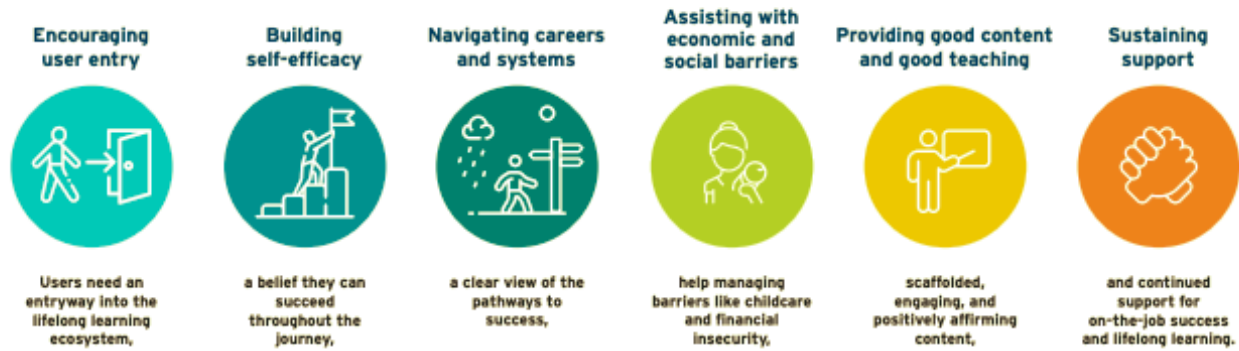 Encouraging
user entry
Building
self-efficacy
Navigating careers
and systems
Assisting with
economic and
social barriers
Providing good content
and good teaching
Sustaining
support
Users need an
entryway into the
lifelong learning
ecosystem,
a belief they can
succeed
throughout the
journey,
a clear view of the
pathways to
success,
help managing
barriers like childcare
and financial
insecurity,
scaffolded,
engaging, and
positively affirming
content,
and continued
support for
on-the-job success
and lifelong learning.